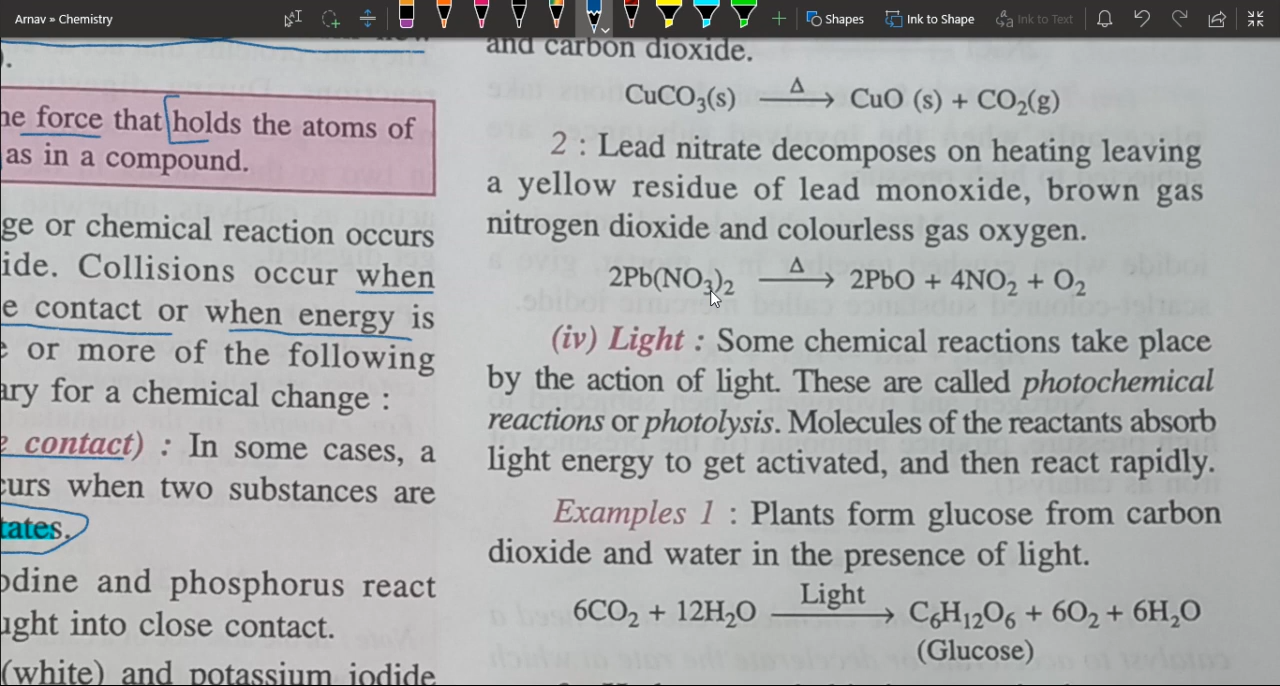 Arnav » Chemistry
Shapes
Ink to Shape
Ink to Text
force that holds the atoms of
as in a compound.
ge or chemical reaction occurs
ide. Collisions occur when
e contact or when energy is
or more of the following
ary for a chemical change :
contact) : In some cases, a
curs when two substances are
tates.
odine and phosphorus react
ught into close contact.
(white) and potassium iodide
and carbon dioxide.
CuCO₃(s) Δ→ CuO (s) + CO₂(g)
2 : Lead nitrate decomposes on heating leaving
a yellow residue of lead monoxide, brown gas
nitrogen dioxide and colourless gas oxygen.
2Pb(NO₃)₂ Δ→ 2PbO + 4NO₂ + O₂
(iv) Light : Some chemical reactions take place
by the action of light. These are called photochemical
reactions or photolysis. Molecules of the reactants absorb
light energy to get activated, and then react rapidly.
Examples 1 : Plants form glucose from carbon
dioxide and water in the presence of light.
6CO₂ + 12H₂O Light→ C₆H₁₂O₆ + 6O₂ + 6H₂O
(Glucose)